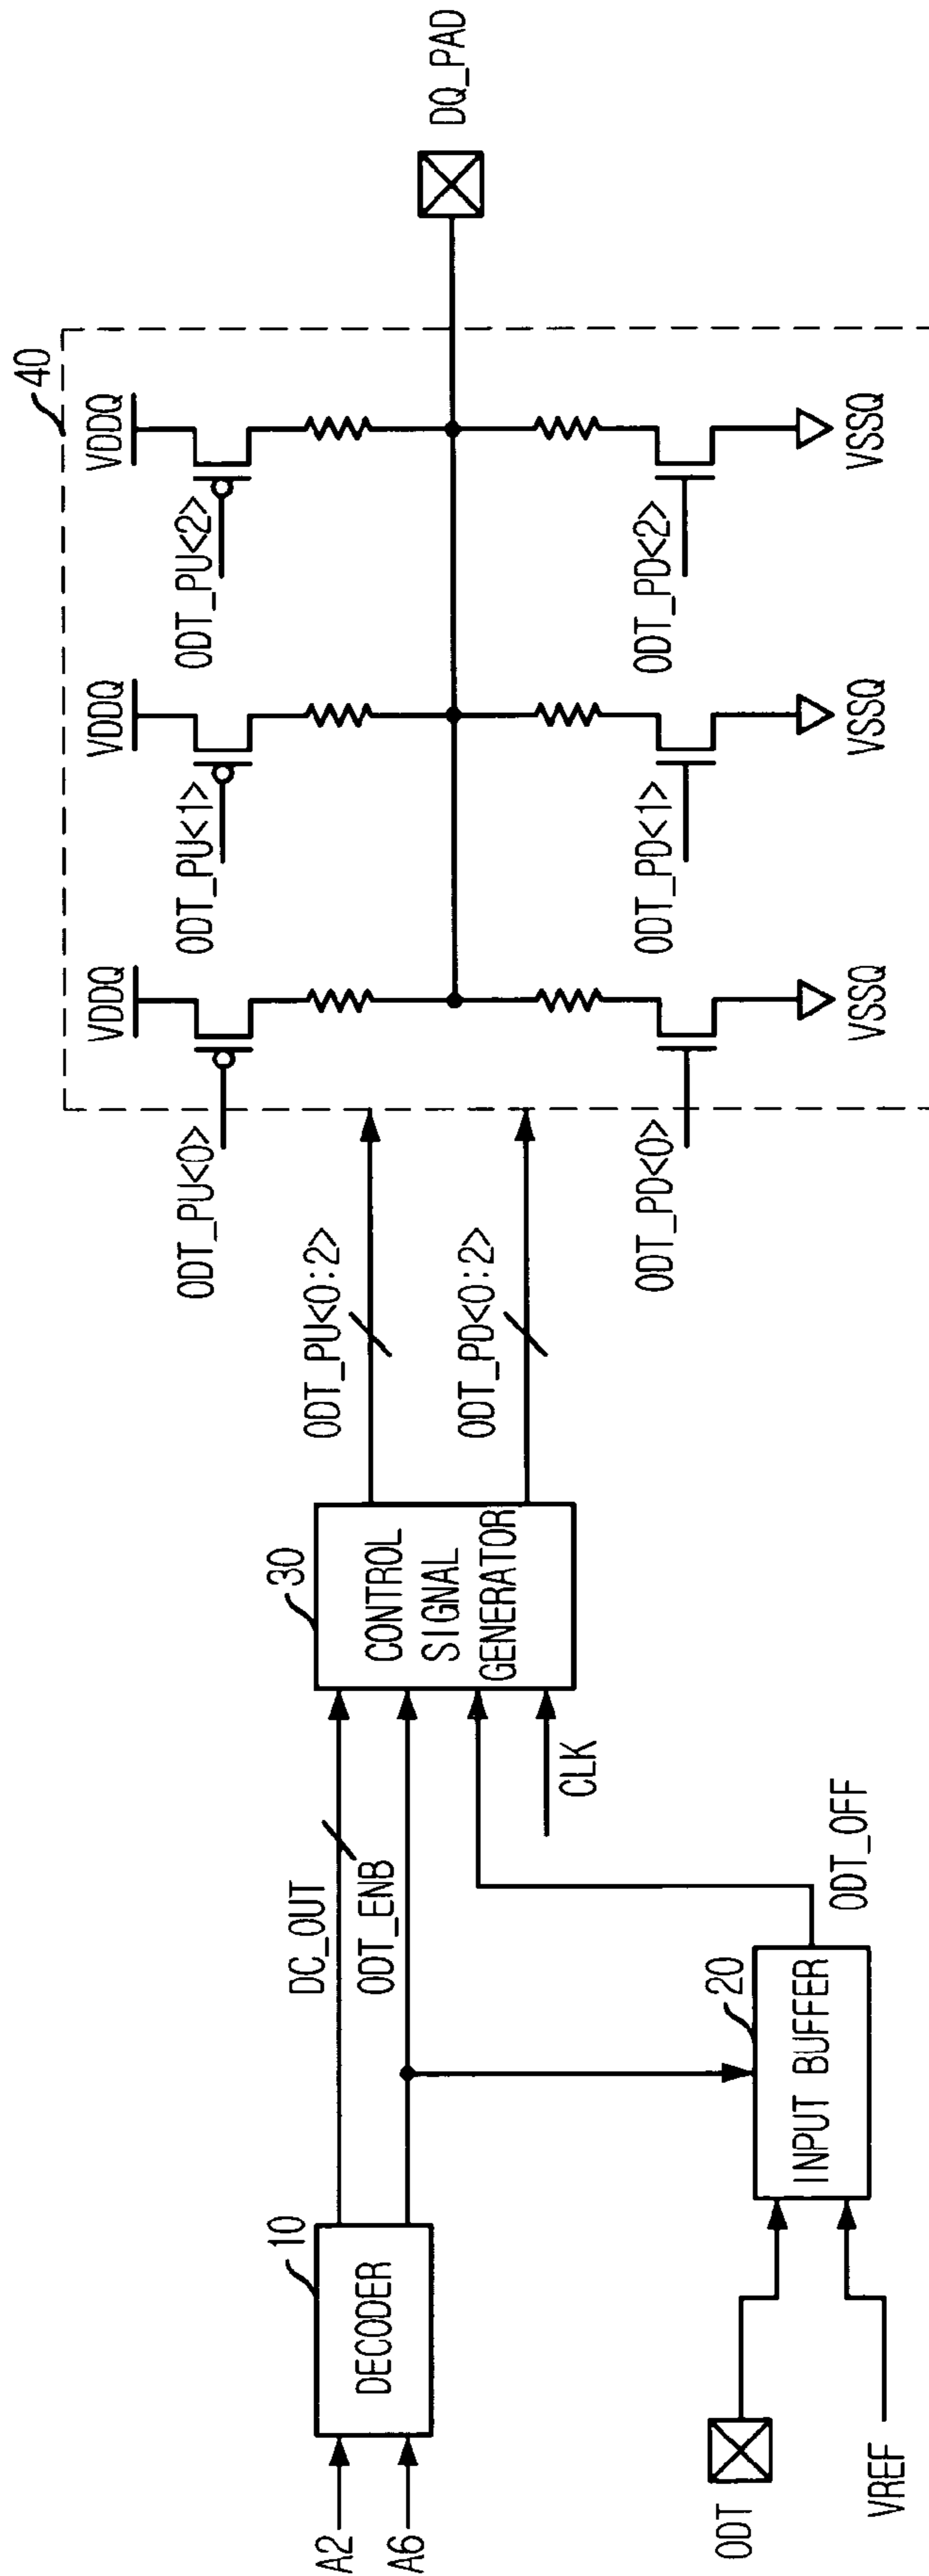 A2
A6
10
DECODER
DC_OUT
ODT_ENB
ODT
VREF
20
INPUT BUFFER
ODT_OFF
CLK
30
CONTROL
SIGNAL
GENERATOR
ODT_PU<0:2>
ODT_PD<0:2>
40
VDDQ
VDDQ
VDDQ
ODT_PU<0>
ODT_PU<1>
ODT_PU<2>
ODT_PD<0>
ODT_PD<1>
ODT_PD<2>
VSSQ
VSSQ
VSSQ
DQ_PAD